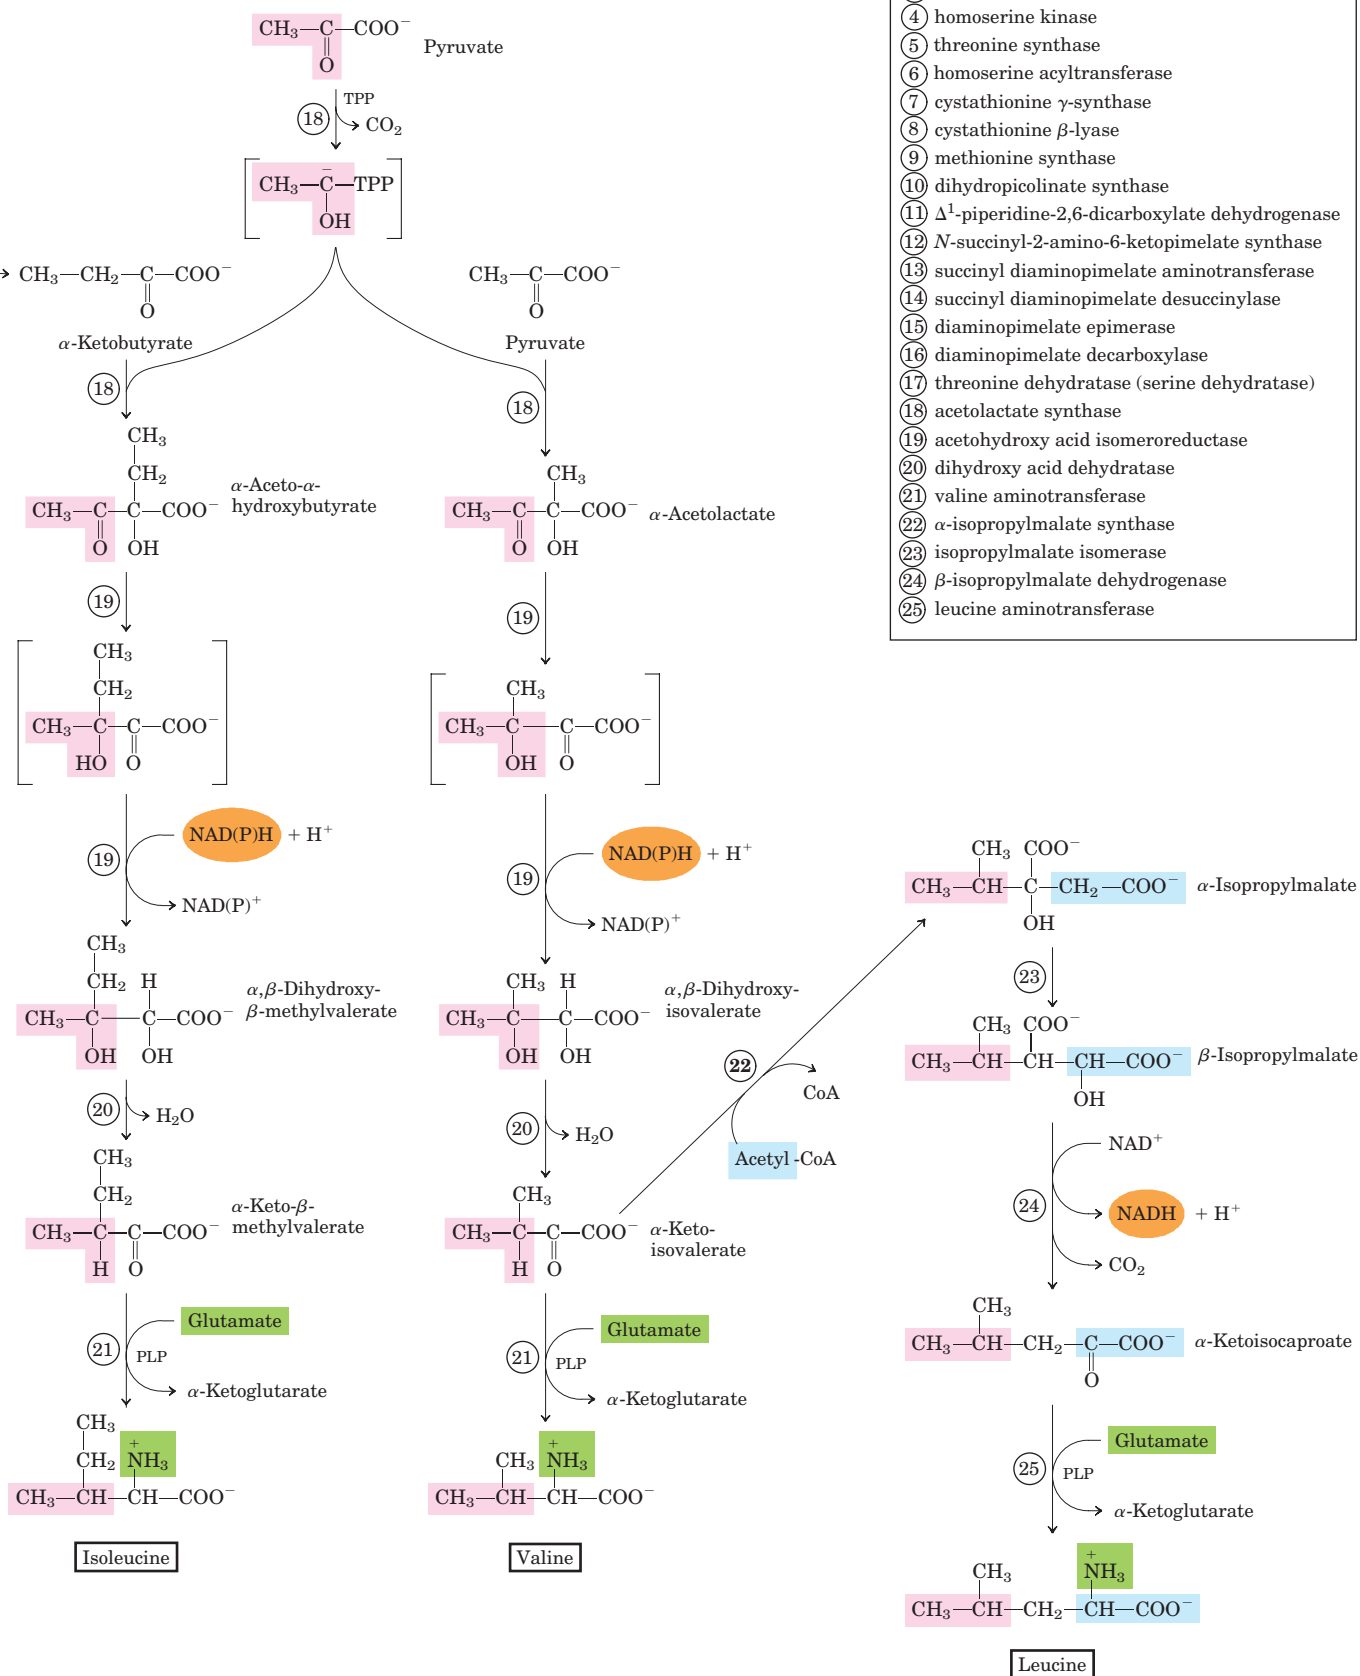 CH₃—C—COO⁻
O
Pyruvate
TPP
18
CO₂
CH₃—C̄—TPP
OH
CH₃—CH₂—C—COO⁻
O
α-Ketobutyrate
CH₃—C—COO⁻
O
Pyruvate
18
18
CH₃
CH₂
CH₃—C—C—COO⁻
O OH
α-Aceto-α-
hydroxybutyrate
CH₃
CH₃—C—C—COO⁻
O OH
α-Acetolactate
19
19
CH₃
CH₂
CH₃—C—C—COO⁻
HO O
CH₃
CH₃—C—C—COO⁻
OH O
19
NAD(P)H + H⁺
NAD(P)⁺
19
NAD(P)H + H⁺
NAD(P)⁺
CH₃
CH₂ H
CH₃—C—C—COO⁻
OH OH
α,β-Dihydroxy-
β-methylvalerate
CH₃ H
CH₃—C—C—COO⁻
OH OH
α,β-Dihydroxy-
isovalerate
20
H₂O
20
H₂O
CH₃
CH₂
CH₃—C—C—COO⁻
H O
α-Keto-β-
methylvalerate
CH₃
CH₃—C—C—COO⁻
H O
α-Keto-
isovalerate
21
Glutamate
PLP
α-Ketoglutarate
21
Glutamate
PLP
α-Ketoglutarate
CH₃
+
CH₂ NH₃
CH₃—CH—CH—COO⁻
Isoleucine
+
CH₃ NH₃
CH₃—CH—CH—COO⁻
Valine
22
CoA
Acetyl-CoA
CH₃ COO⁻
CH₃—CH—C—CH₂—COO⁻
OH
α-Isopropylmalate
23
CH₃ COO⁻
CH₃—CH—CH—CH—COO⁻
OH
β-Isopropylmalate
NAD⁺
24
NADH + H⁺
CO₂
CH₃
CH₃—CH—CH₂—C—COO⁻
O
α-Ketoisocaproate
Glutamate
25
PLP
α-Ketoglutarate
+
CH₃ NH₃
CH₃—CH—CH₂—CH—COO⁻
Leucine
4 homoserine kinase
5 threonine synthase
6 homoserine acyltransferase
7 cystathionine γ-synthase
8 cystathionine β-lyase
9 methionine synthase
10 dihydropicolinate synthase
11 Δ¹-piperidine-2,6-dicarboxylate dehydrogenase
12 N-succinyl-2-amino-6-ketopimelate synthase
13 succinyl diaminopimelate aminotransferase
14 succinyl diaminopimelate desuccinylase
15 diaminopimelate epimerase
16 diaminopimelate decarboxylase
17 threonine dehydratase (serine dehydratase)
18 acetolactate synthase
19 acetohydroxy acid isomeroreductase
20 dihydroxy acid dehydratase
21 valine aminotransferase
22 α-isopropylmalate synthase
23 isopropylmalate isomerase
24 β-isopropylmalate dehydrogenase
25 leucine aminotransferase